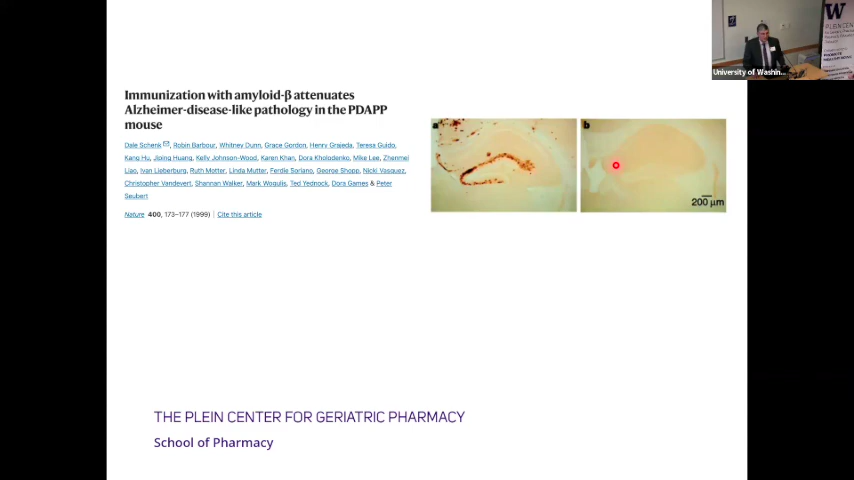 Immunization with amyloid-β attenuates
Alzheimer-disease-like pathology in the PDAPP
mouse
Dale Schenk, Robin Barbour, Whitney Dunn, Grace Gordon, Henry Grajeda, Teresa Guido,
Kang Hu, Jiping Huang, Kelly Johnson-Wood, Karen Khan, Dora Kholodenko, Mike Lee, Zhenmei
Liao, Ivan Lieberburg, Ruth Motter, Linda Mutter, Ferdie Soriano, George Shopp, Nicki Vasquez,
Christopher Vandevert, Shannan Walker, Mark Wogulis, Ted Yednock, Dora Games & Peter
Seubert
Nature 400, 173–177 (1999) | Cite this article
a
b
200 μm
THE PLEIN CENTER FOR GERIATRIC PHARMACY
School of Pharmacy
University of Washin...
W
PLEIN CENTER